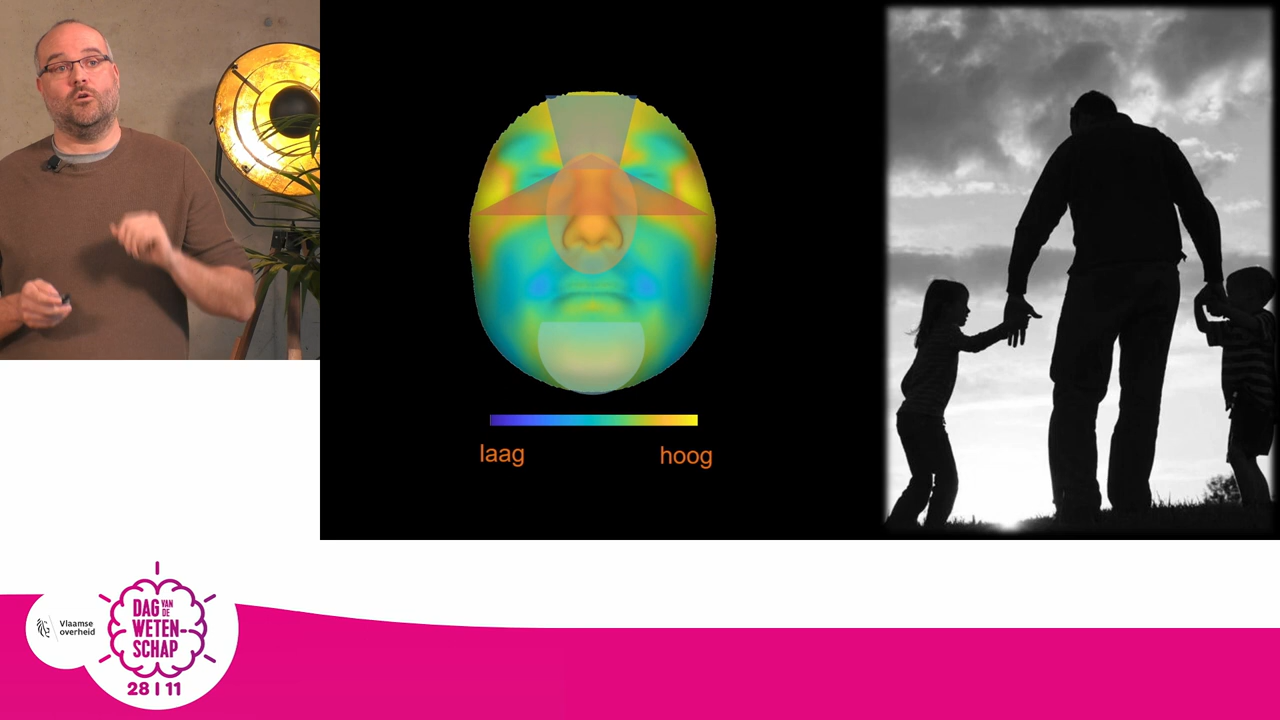 laag
hoog
Vlaamse
overheid
DAG VAN DE
WETEN-
SCHAP
28 | 11